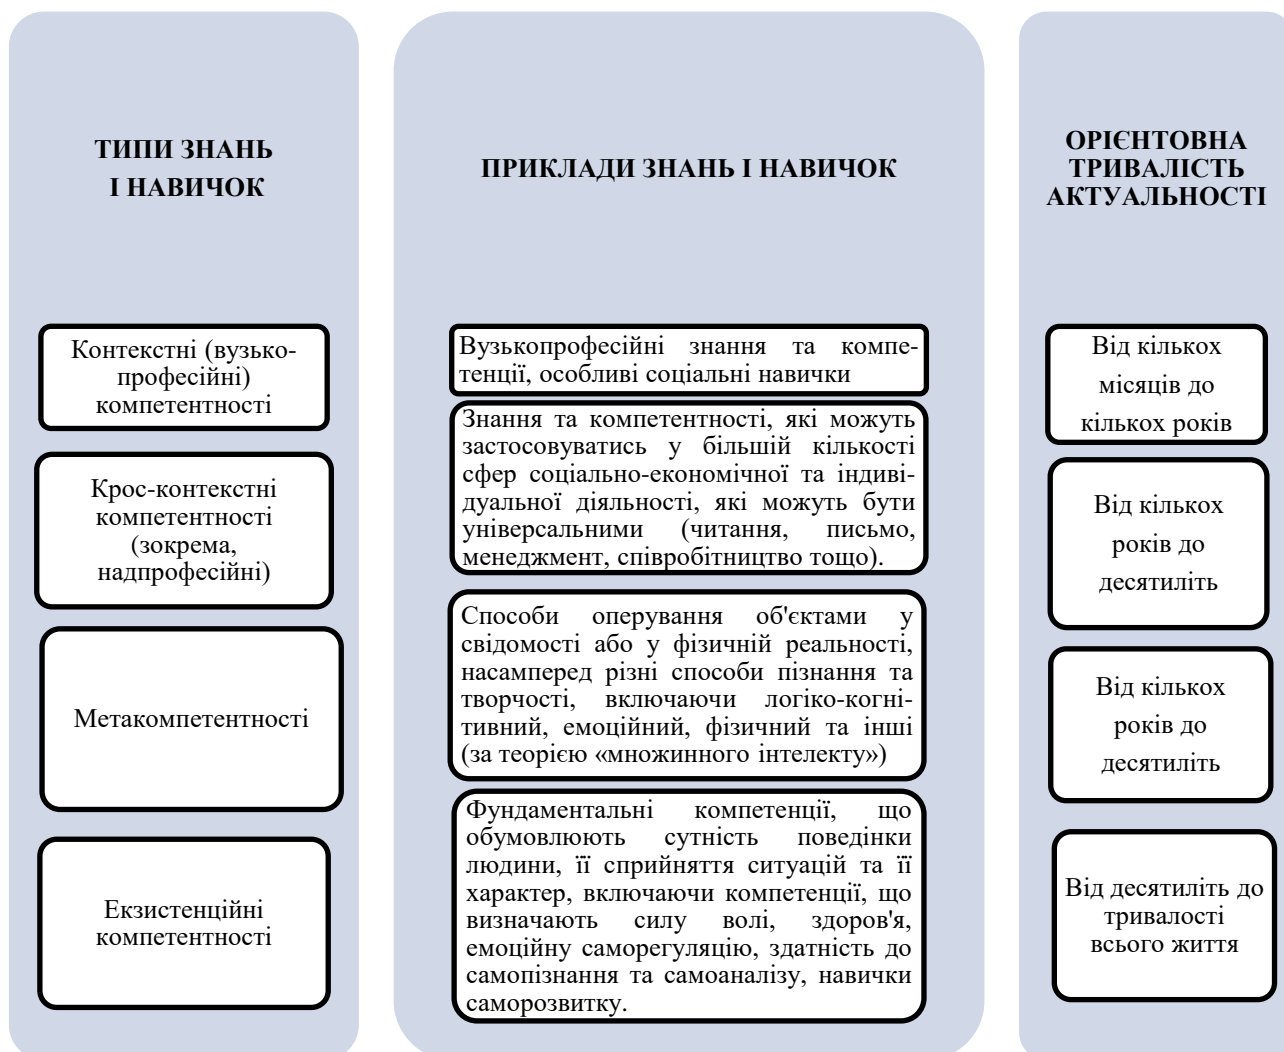 ТИПИ ЗНАНЬ
І НАВИЧОК
ПРИКЛАДИ ЗНАНЬ І НАВИЧОК
ОРІЄНТОВНА
ТРИВАЛІСТЬ
АКТУАЛЬНОСТІ
Контекстні (вузько-
професійні)
компетентності
Вузькопрофесійні знання та компе-
тенції, особливі соціальні навички
Від кількох
місяців до
кількох років
Крос-контекстні
компетентності
(зокрема,
надпрофесійні)
Знання та компетентності, які можуть
застосовуватись у більшій кількості
сфер соціально-економічної та індиві-
дуальної діяльності, які можуть бути
універсальними (читання, письмо,
менеджмент, співробітництво тощо).
Від кількох
років до
десятиліть
Метакомпетентності
Способи оперування об'єктами у
свідомості або у фізичній реальності,
насамперед різні способи пізнання та
творчості, включаючи логіко-когні-
тивний, емоційний, фізичний та інші
(за теорією «множинного інтелекту»)
Від кількох
років до
десятиліть
Екзистенційні
компетентності
Фундаментальні компетенції, що
обумовлюють сутність поведінки
людини, її сприйняття ситуацій та її
характер, включаючи компетенції, що
визначають силу волі, здоров'я,
емоційну саморегуляцію, здатність до
самопізнання та самоаналізу, навички
саморозвитку.
Від десятиліть до
тривалості
всього життя